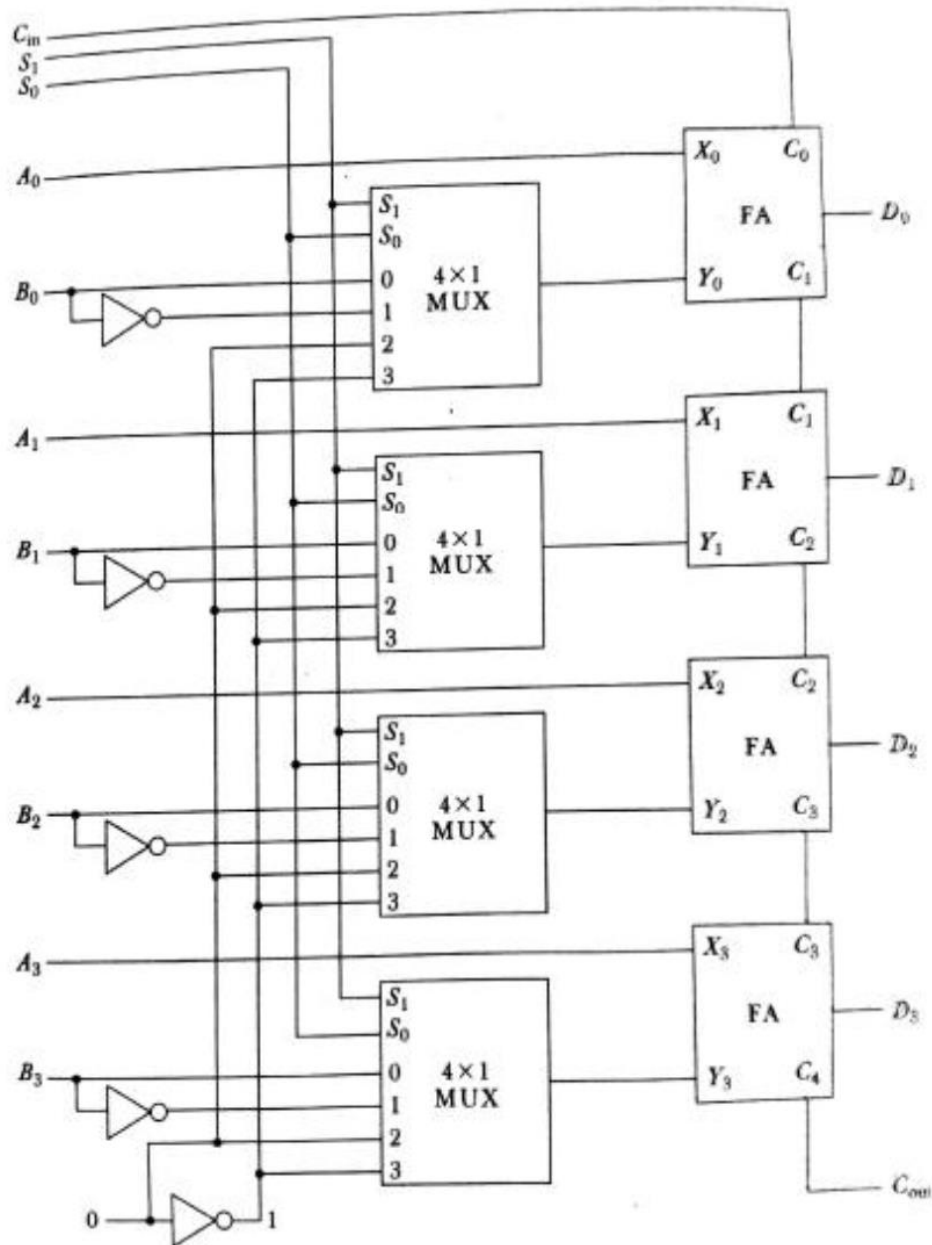 C_in
S_1
S_0
A_0
X_0 C_0
FA
D_0
Y_0 C_1
S_1
S_0
4×1
MUX
B_0
0
1
2
3
A_1
X_1 C_1
FA
D_1
Y_1 C_2
S_1
S_0
4×1
MUX
B_1
0
1
2
3
A_2
X_2 C_2
FA
D_2
Y_2 C_3
S_1
S_0
4×1
MUX
B_2
0
1
2
3
A_3
X_3 C_3
FA
D_3
Y_3 C_4
S_1
S_0
4×1
MUX
B_3
0
1
2
3
C_out
0 1